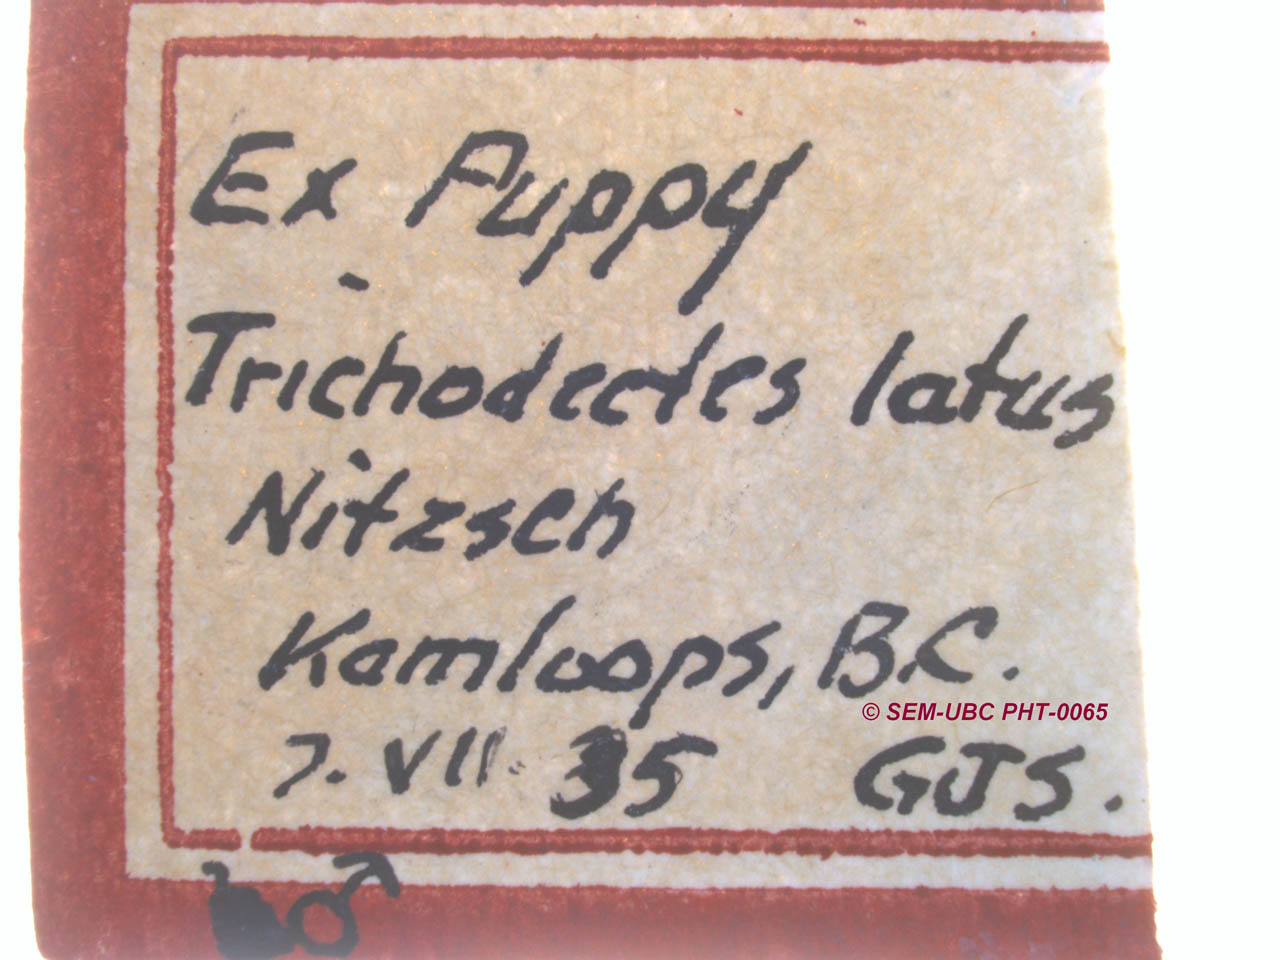 Ex Puppy
Trichodectes latus
Nitzsch
Kamloops, B.C.
© SEM-UBC PHT-0065
7. VII. 35 GJS.
♂